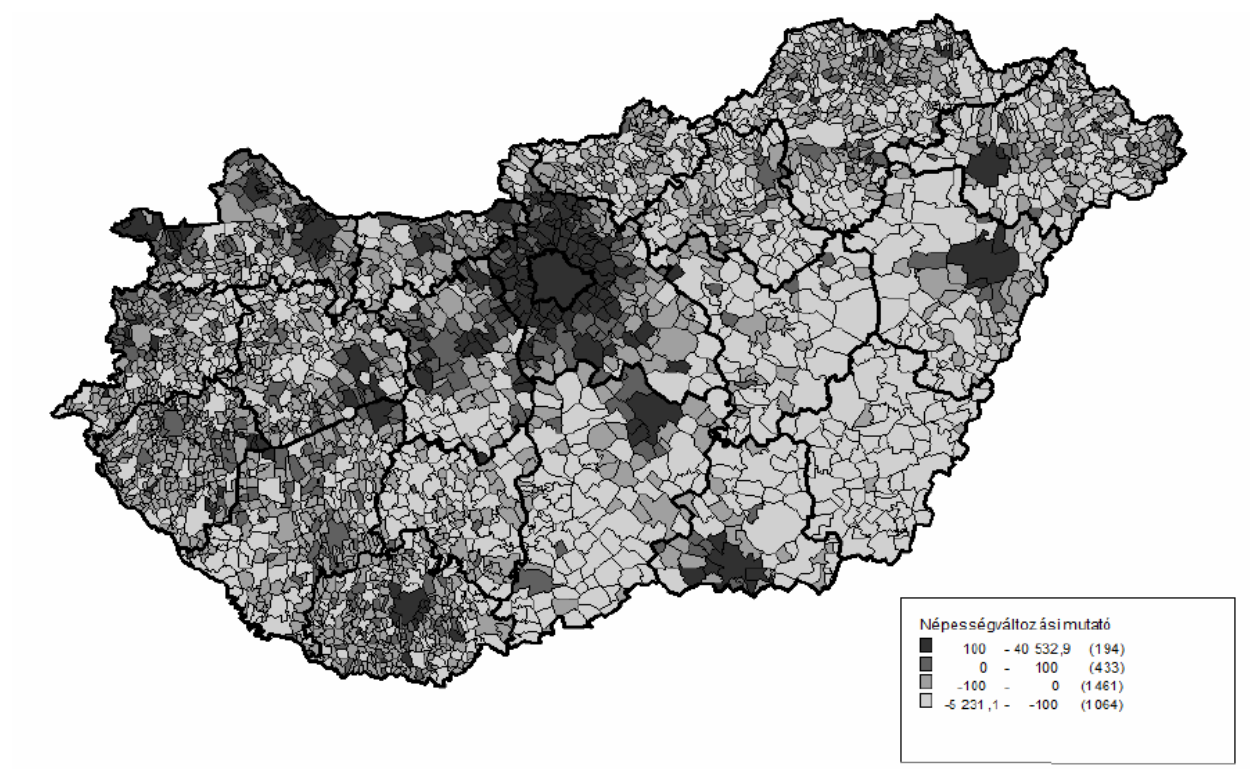 Népességváltozási mutató
100 - 40 532,9 (194)
0 - 100 (433)
-100 - 0 (1461)
-5 231,1 - -100 (1064)